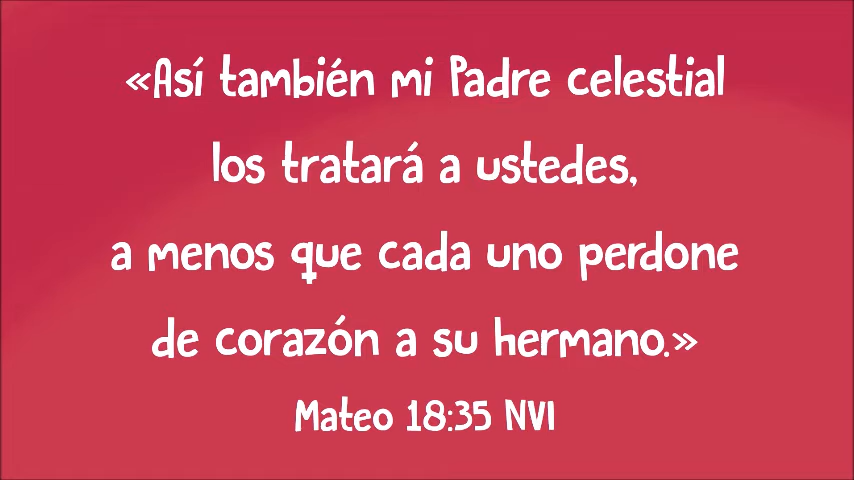 «Así también mi Padre celestial
los tratará a ustedes,
a menos que cada uno perdone
de corazón a su hermano.»
Mateo 18:35 NVI